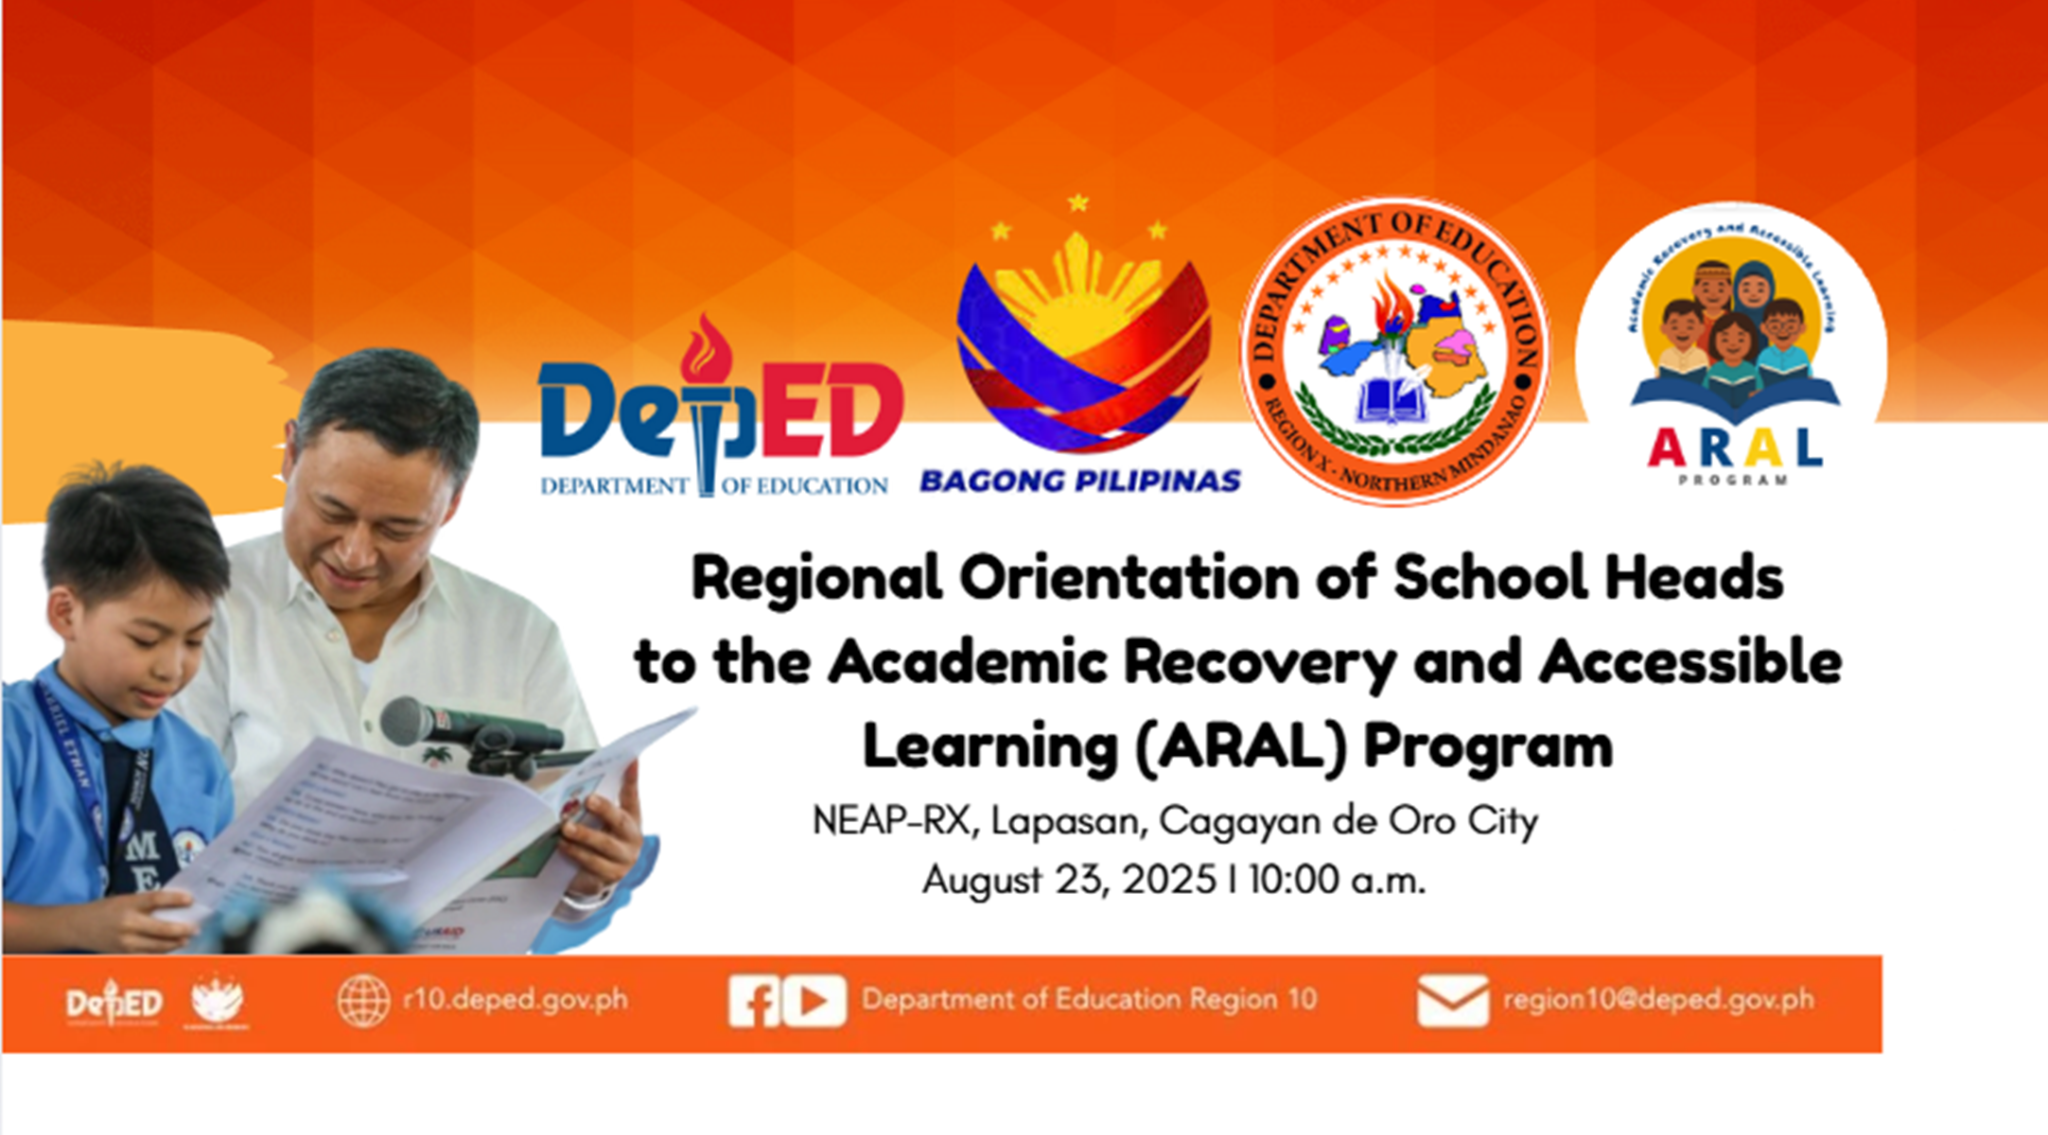 DepED
DEPARTMENT OF EDUCATION
BAGONG PILIPINAS
DEPARTMENT OF EDUCATION
REGION X - NORTHERN MINDANAO
Academic Recovery and Accessible Learning
ARAL
PROGRAM
Regional Orientation of School Heads
to the Academic Recovery and Accessible
Learning (ARAL) Program
NEAP-RX, Lapasan, Cagayan de Oro City
August 23, 2025 | 10:00 a.m.
ETHAN
M
E
DepED
r10.deped.gov.ph
Department of Education Region 10
region10@deped.gov.ph